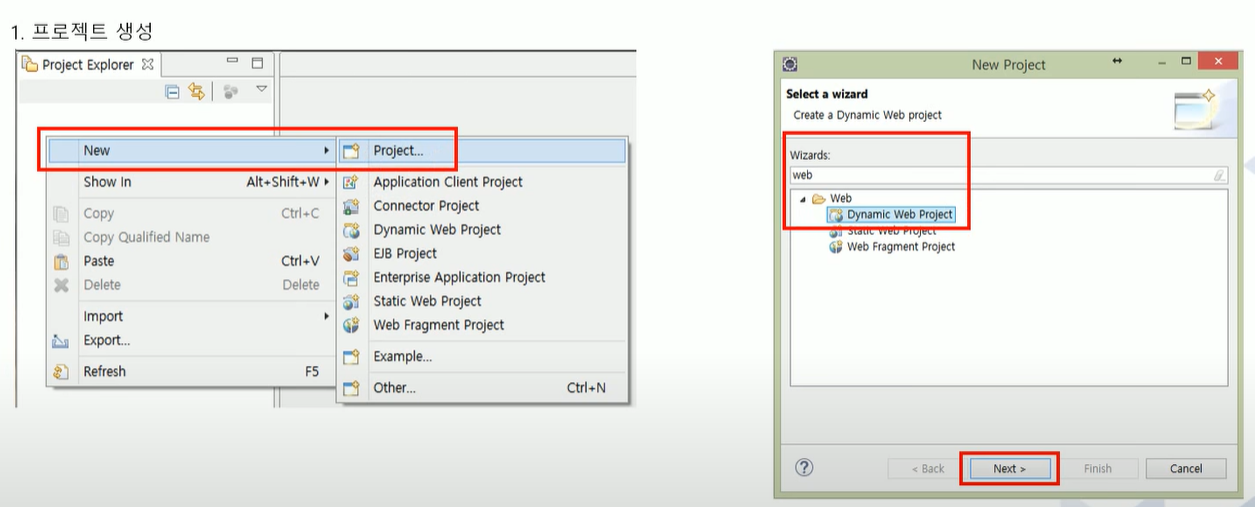 1. 프로젝트 생성
Project Explorer
New
Project...
Show In Alt+Shift+W
Application Client Project
Copy Ctrl+C
Connector Project
Copy Qualified Name
Dynamic Web Project
Paste Ctrl+V
EJB Project
Delete Delete
Enterprise Application Project
Import
Static Web Project
Export...
Web Fragment Project
Refresh F5
Example...
Other... Ctrl+N
New Project
Select a wizard
Create a Dynamic Web project
Wizards:
web
Web
Dynamic Web Project
Static Web Project
Web Fragment Project
< Back Next > Finish Cancel